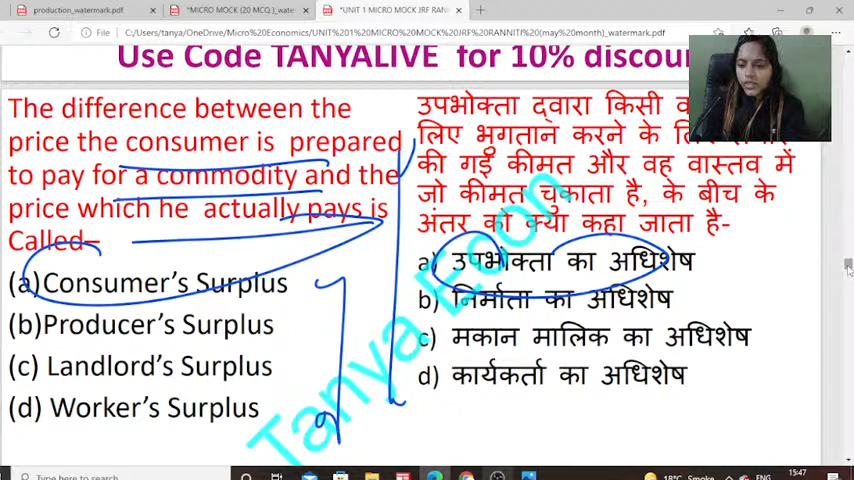 production_watermark.pdf
"MICRO MOCK (20 MCQ )_wate
"UNIT 1 MICRO MOCK JRF RANN
File
C:/Users/tanya/OneDrive/Micro%20Economics/UNIT%201%20MICRO%20MOCK%20JRF%20RANNITI%20(may%20month)_watermark.pdf
Use Code TANYALIVE for 10% discou
The difference between the
price the consumer is prepared
to pay for a commodity and the
price which he actually pays is
Called–
(a)Consumer's Surplus
(b)Producer's Surplus
(c) Landlord's Surplus
(d) Worker's Surplus
उपभोक्ता द्वारा किसी व
लिए भुगतान करने के
की गई कीमत और वह वास्तव में
जो कीमत चुकाता है, के बीच के
अंतर को क्या कहा जाता है-
a) उपभोक्ता का अधिशेष
b) निर्माता का अधिशेष
c) मकान मालिक का अधिशेष
d) कार्यकर्ता का अधिशेष
Tanya Econ
Type here to search
18°C Smoke
ENG
15:47